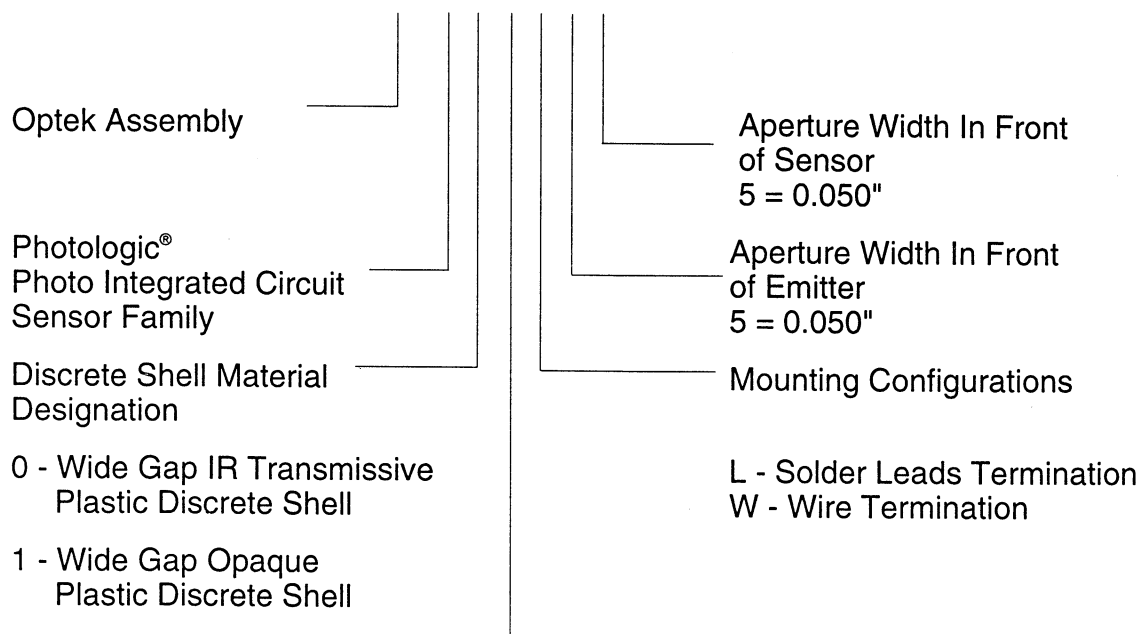 Optek Assembly
Photologic®
Photo Integrated Circuit
Sensor Family
Discrete Shell Material
Designation
0 - Wide Gap IR Transmissive
Plastic Discrete Shell
1 - Wide Gap Opaque
Plastic Discrete Shell
Aperture Width In Front
of Sensor
5 = 0.050"
Aperture Width In Front
of Emitter
5 = 0.050"
Mounting Configurations
L - Solder Leads Termination
W - Wire Termination